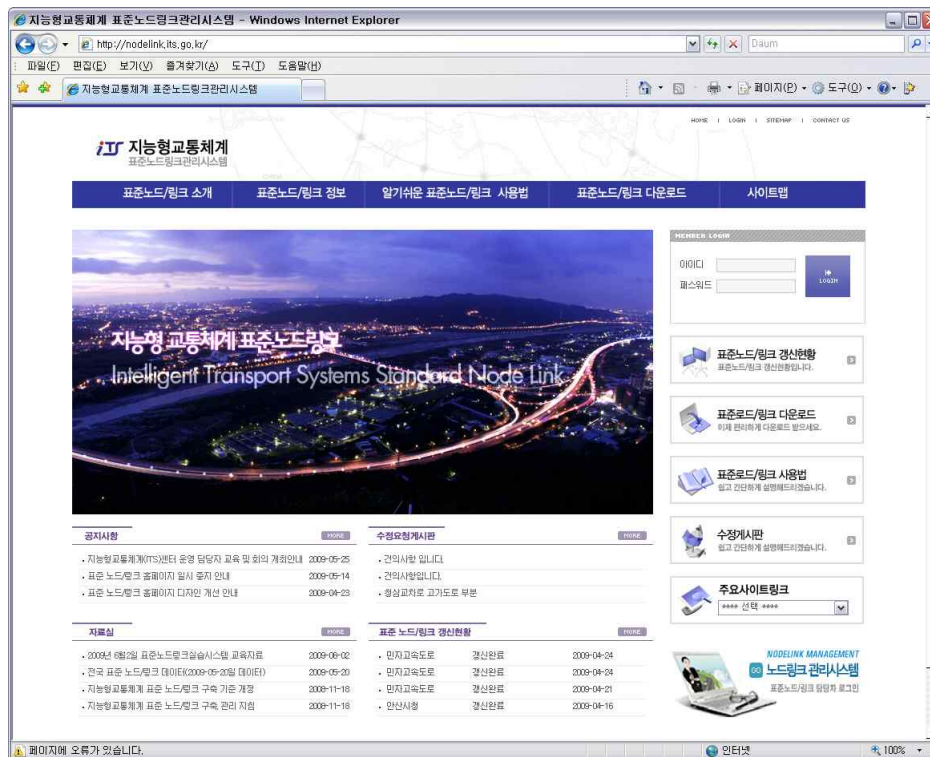 지능형교통체계 표준노드링크관리시스템 - Windows Internet Explorer
http://nodelink.its.go.kr/
Daum
파일(F) 편집(E) 보기(V) 즐겨찾기(A) 도구(T) 도움말(H)
지능형교통체계 표준노드링크관리시스템
페이지(P) 도구(O)
HOME | LOGIN | SITEMAP | CONTACT US
iTS 지능형교통체계
표준노드링크관리시스템
표준노드/링크 소개 표준노드/링크 정보 알기쉬운 표준노드/링크 사용법 표준노드/링크 다운로드 사이트맵
지능형 교통체계 표준노드링크
Intelligent Transport Systems Standard Node Link
MEMBER LOGIN
아이디
패스워드
LOGIN
표준노드/링크 갱신현황
표준노드/링크 갱신현황입니다.
표준로드/링크 다운로드
이제 편리하게 다운로드 받으세요.
표준로드/링크 사용법
쉽고 간단하게 설명해드리겠습니다.
수정게시판
쉽고 간단하게 설명해드리겠습니다.
주요사이트링크
**** 선택 ****
NODELINK MANAGEMENT
GO 노드링크 관리시스템
표준노드/링크 담당자 로그인
공지사항 MORE
지능형교통체계(ITS)센터 운영 담당자 교육 및 회의 개최안내 2009-05-25
표준 노드/링크 홈페이지 일시 중지 안내 2009-05-14
표준 노드/링크 홈페이지 디자인 개선 안내 2009-04-23
수정요청게시판 MORE
건의사항 입니다.
건의사항입니다.
청심교차로 고가도로 부분
자료실 MORE
2009년 6월2일 표준노드링크실습시스템 교육자료 2009-06-02
전국 표준 노드/링크 데이터(2009-05-20일 데이터) 2009-05-20
지능형교통체계 표준 노드/링크 구축 기준 개정 2008-11-18
지능형교통체계 표준 노드/링크 구축, 관리 지침 2008-11-18
표준 노드/링크 갱신현황 MORE
민자고속도로 갱신완료 2009-04-24
민자고속도로 갱신완료 2009-04-24
민자고속도로 갱신완료 2009-04-21
안산시청 갱신완료 2009-04-16
페이지에 오류가 있습니다.
인터넷
100%